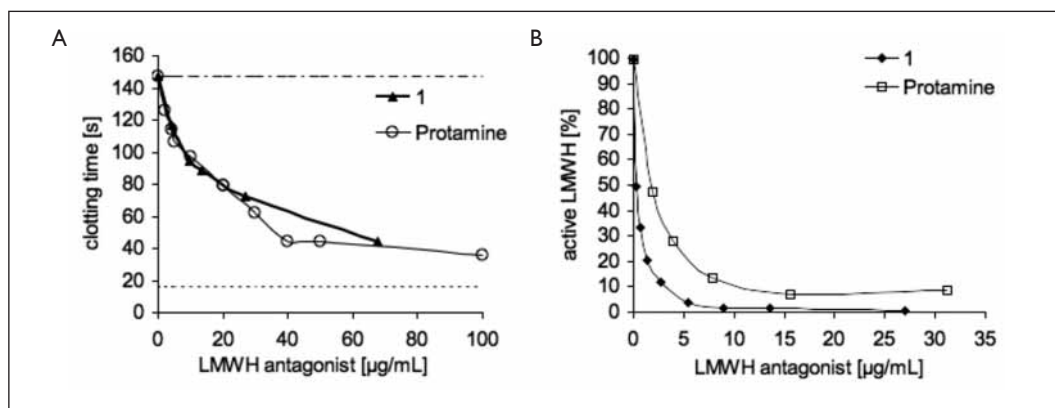 A
160
140
120
100
80
60
40
20
0
clotting time [s]
1
Protamine
0 20 40 60 80 100
LMWH antagonist [µg/mL]
B
100
90
80
70
60
50
40
30
20
10
0
active LMWH [%]
1
Protamine
0 5 10 15 20 25 30 35
LMWH antagonist [µg/mL]